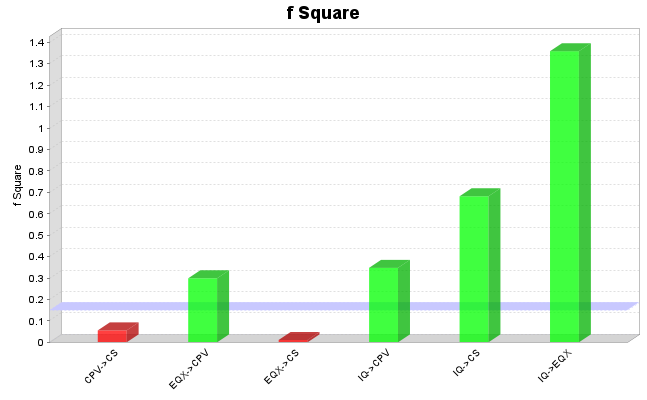 f Square
1.4
1.3
1.2
1.1
1
0.9
0.8
0.7
0.6
0.5
0.4
0.3
0.2
0.1
0
f Square
CPV->CS
EQX->CPV
EQX->CS
IQ->CPV
IQ->CS
IQ->EQX